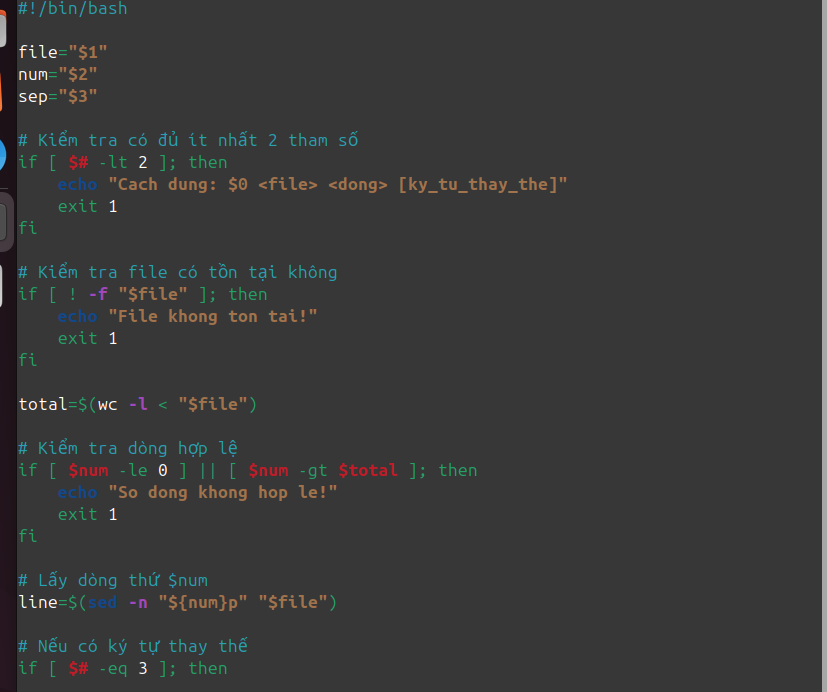 #!/bin/bash
file="$1"
num="$2"
sep="$3"
# Kiểm tra có đủ ít nhất 2 tham số
if [ $# -lt 2 ]; then
    echo "Cach dung: $0 <file> <dong> [ky_tu_thay_the]"
    exit 1
fi
# Kiểm tra file có tồn tại không
if [ ! -f "$file" ]; then
    echo "File khong ton tai!"
    exit 1
fi
total=$(wc -l < "$file")
# Kiểm tra dòng hợp lệ
if [ $num -le 0 ] || [ $num -gt $total ]; then
    echo "So dong khong hop le!"
    exit 1
fi
# Lấy dòng thứ $num
line=$(sed -n "${num}p" "$file")
# Nếu có ký tự thay thế
if [ $# -eq 3 ]; then